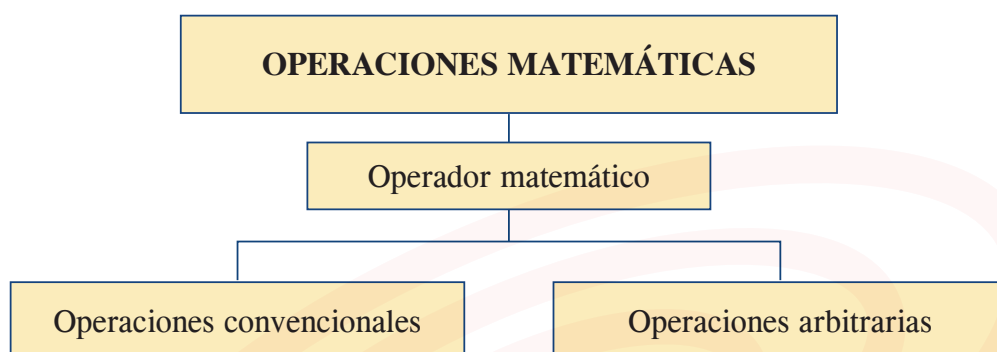 OPERACIONES MATEMÁTICAS
Operador matemático
Operaciones convencionales
Operaciones arbitrarias